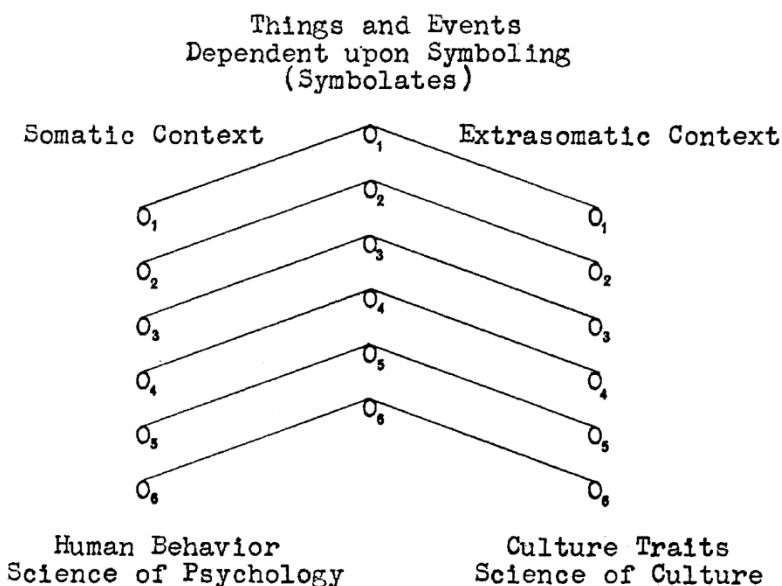 Things and Events
Dependent upon Symboling
(Symbolates)
Somatic Context
Extrasomatic Context
O₁
O₂
O₃
O₄
O₅
O₆
O₁
O₂
O₃
O₄
O₅
O₆
O₁
O₂
O₃
O₄
O₅
O₆
Human Behavior
Science of Psychology
Culture Traits
Science of Culture